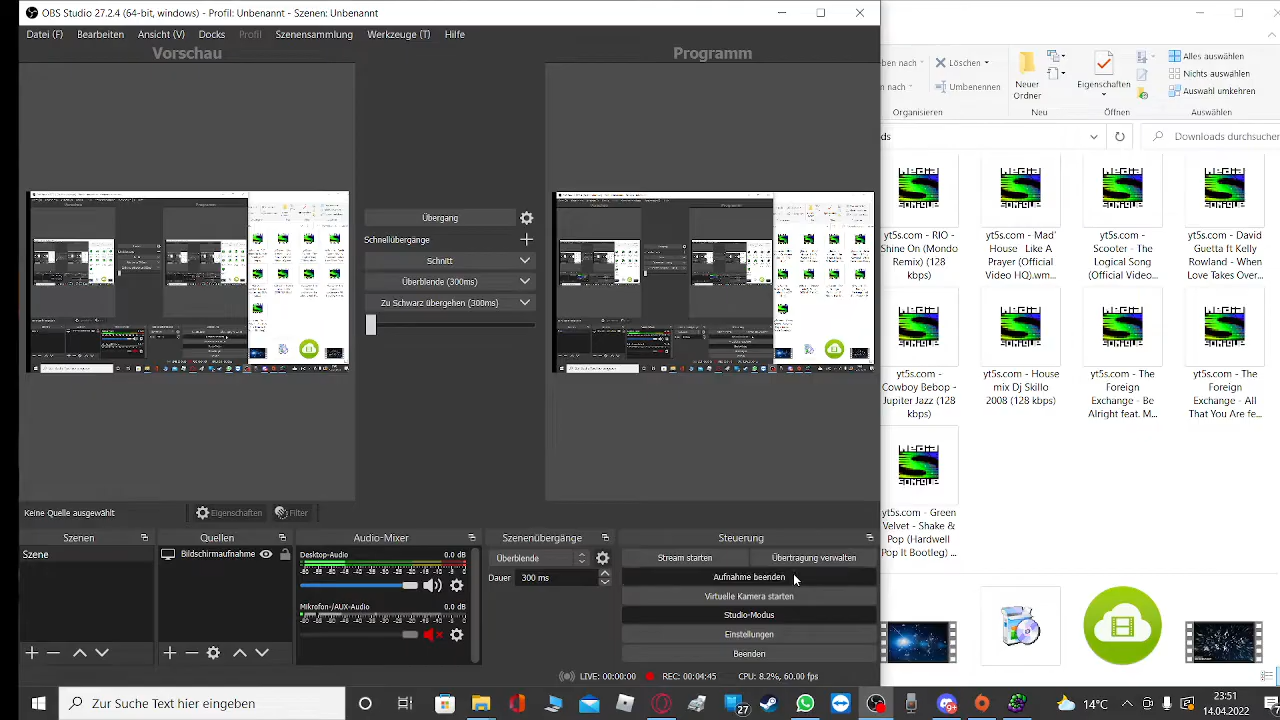 OBS Studio 27.2.4 (64-bit, windows) - Profil: Unbenannt - Szenen: Unbenannt
Datei (F) Bearbeiten Ansicht (V) Docks Profil Szenensammlung Werkzeuge (T) Hilfe
Vorschau Programm
Übergang
Schnellübergänge
Schnitt
Überblende (300ms)
Zu Schwarz übergehen (300ms)
Keine Quelle ausgewählt Eigenschaften Filter
Szenen Quellen Audio-Mixer Szenenübergänge Steuerung
Szene
Bildschirmaufnahme
Desktop-Audio 0.0 dB
Mikrofon-/AUX-Audio 0.0 dB
Überblende
Dauer 300 ms
Stream starten Übertragung verwalten
Aufnahme beenden
Virtuelle Kamera starten
Studio-Modus
Einstellungen
Beenden
LIVE: 00:00:00 REC: 00:04:45 CPU: 8.2%, 60.00 fps
en nach Löschen Alles auswählen
en nach Umbenennen Neuer Ordner Eigenschaften Nichts auswählen
Auswahl umkehren
Organisieren Neu Öffnen Auswählen
ds Downloads durchsuchen
yt5s.com - RIO -
Shine On (Mondo
Remix) (128
kbps)
yt5s.com - Mad'
House - Like A
Prayer (Official
Video HQ).wm...
yt5s.com -
Scooter - The
Logical Song
(Official Video...
yt5s.com - David
Guetta It Kelly
Rowland - When
Love Takes Over...
yt5s.com -
Cowboy Bebop -
Jupiter Jazz (128
kbps)
yt5s.com - House
mix Dj Skillo
2008 (128 kbps)
yt5s.com - The
Foreign
Exchange - Be
Alright feat. M...
yt5s.com - The
Foreign
Exchange - All
That You Are fe...
yt5s.com - Green
Velvet - Shake &
Pop (Hardwell
Pop It Bootleg) ...
Zur Suche Text hier eingeben
27
14°C
23:51
14.04.2022